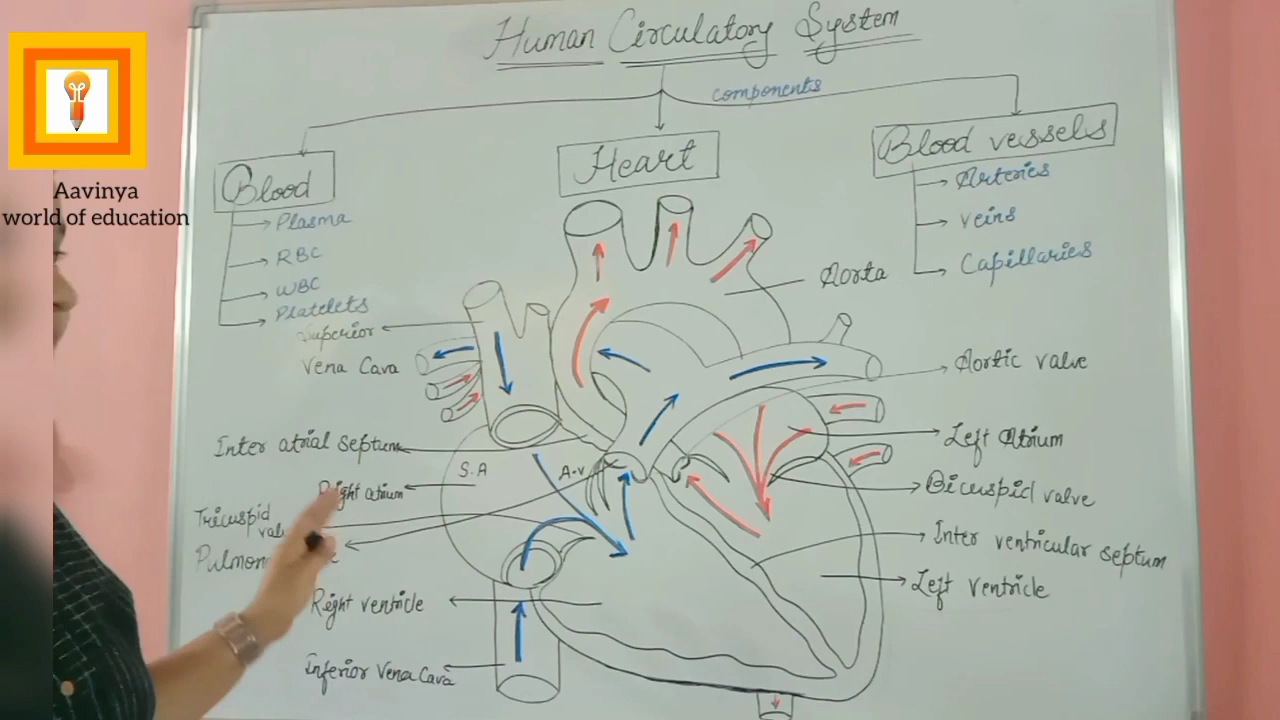 Human Circulatory System
components
Blood
Plasma
RBC
WBC
Platelets
Heart
Blood vessels
Arteries
Veins
Capillaries
Aavinya
world of education
Superior
Vena Cava
Inter atrial septum
S.A
A.V
Right atrium
Tricuspid
Right ventricle
Inferior Vena Cava
Aorta
Aortic valve
Left Atrium
Bicuspid valve
Inter ventricular septum
Left ventricle